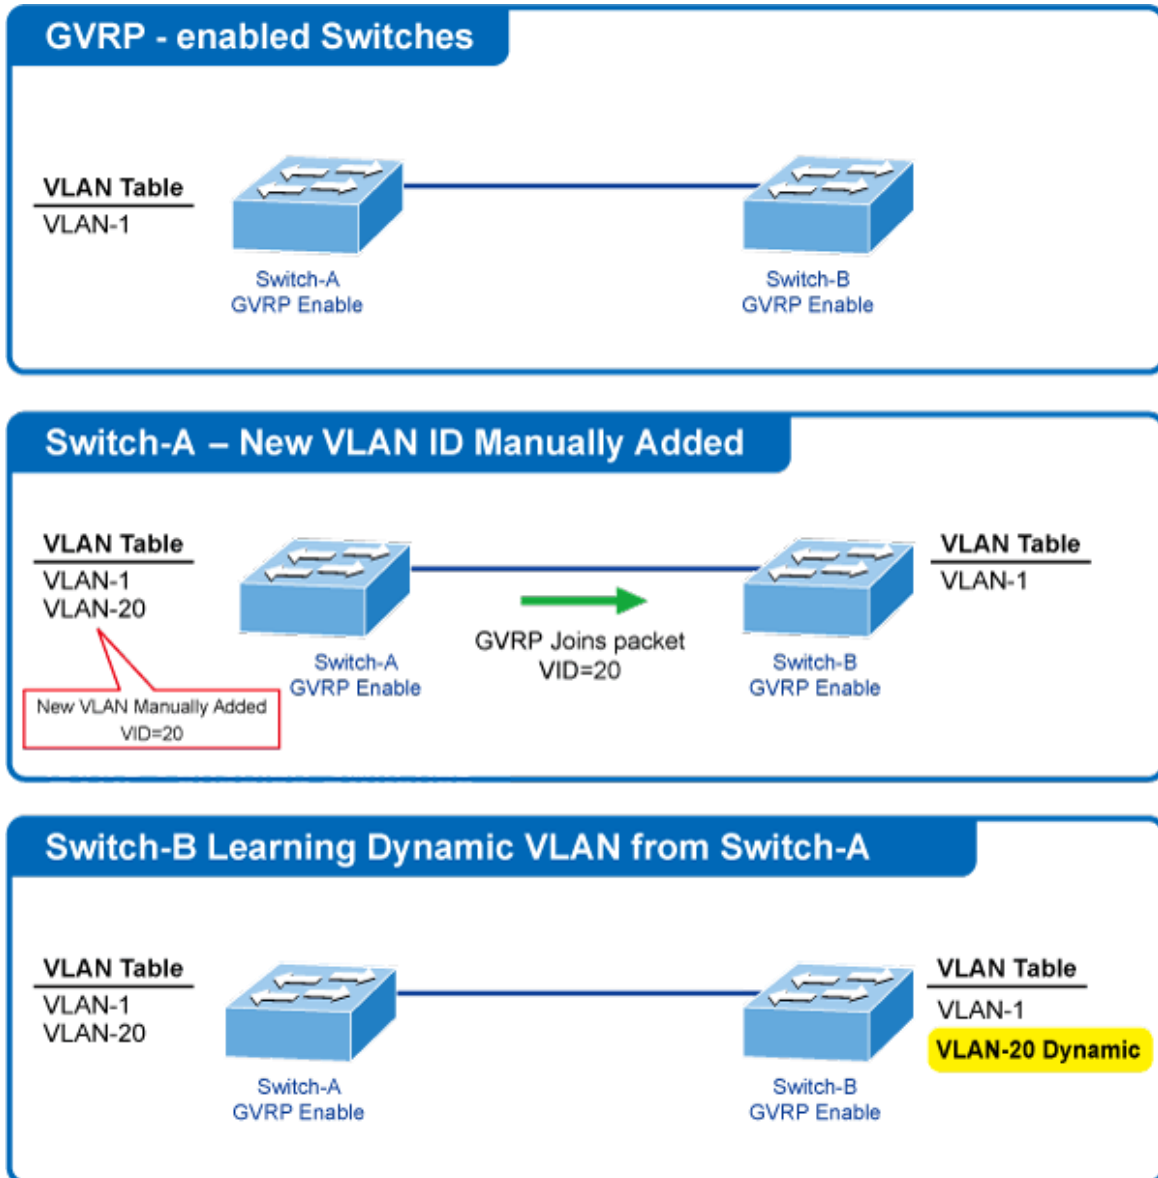 GVRP - enabled Switches
VLAN Table
VLAN-1
Switch-A
GVRP Enable
Switch-B
GVRP Enable
Switch-A – New VLAN ID Manually Added
VLAN Table
VLAN-1
VLAN-20
New VLAN Manually Added
VID=20
Switch-A
GVRP Enable
GVRP Joins packet
VID=20
Switch-B
GVRP Enable
VLAN Table
VLAN-1
Switch-B Learning Dynamic VLAN from Switch-A
VLAN Table
VLAN-1
VLAN-20
Switch-A
GVRP Enable
Switch-B
GVRP Enable
VLAN Table
VLAN-1
VLAN-20 Dynamic